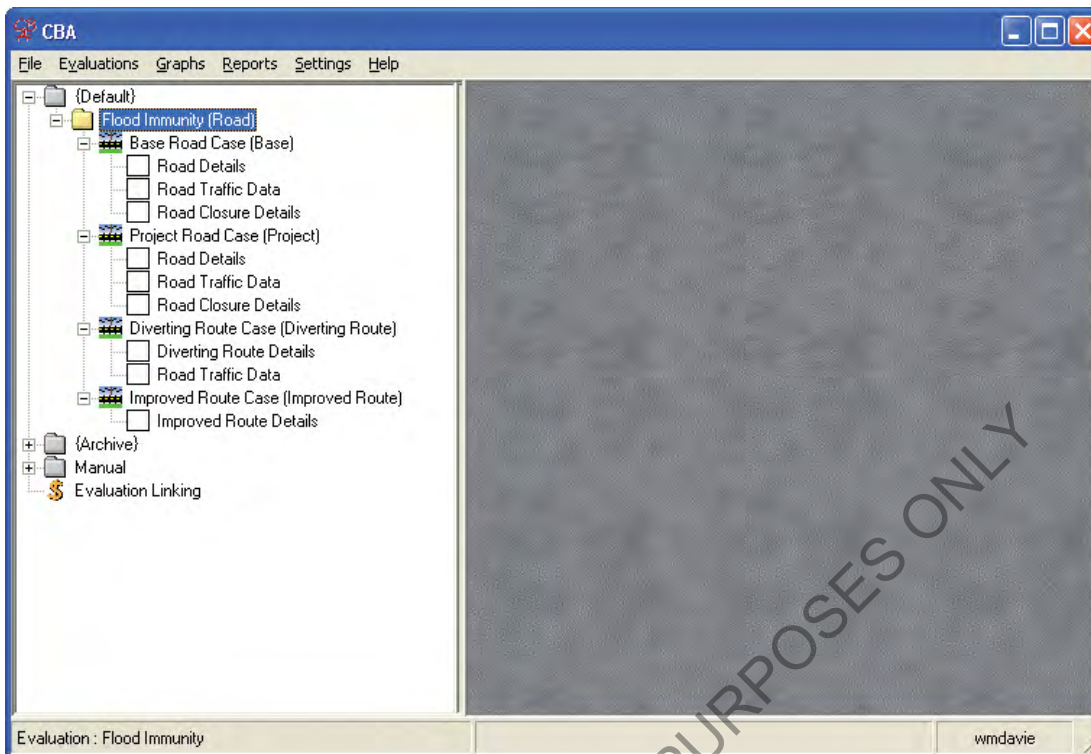 CBA
File Evaluations Graphs Reports Settings Help
{Default}
Flood Immunity (Road)
Base Road Case (Base)
Road Details
Road Traffic Data
Road Closure Details
Project Road Case (Project)
Road Details
Road Traffic Data
Road Closure Details
Diverting Route Case (Diverting Route)
Diverting Route Details
Road Traffic Data
Improved Route Case (Improved Route)
Improved Route Details
{Archive}
Manual
Evaluation Linking
PURPOSES ONLY
Evaluation : Flood Immunity
wmdavie